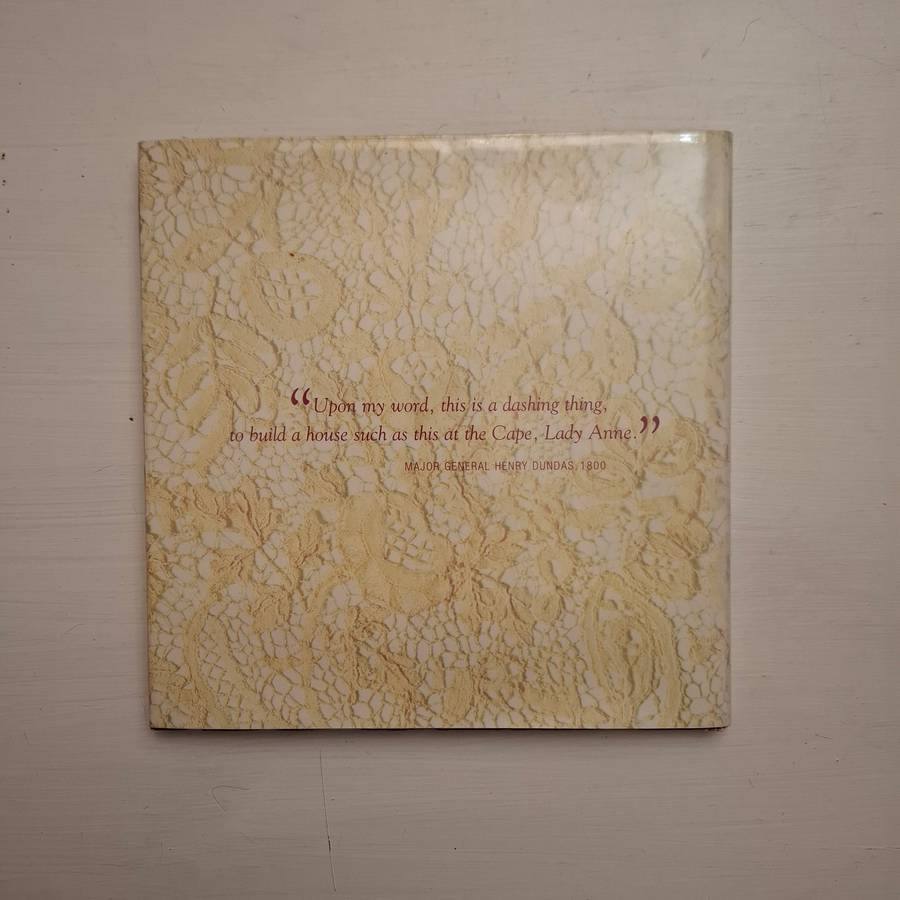 “Upon my word, this is a dashing thing,
to build a house such as this at the Cape, Lady Anne.”
MAJOR GENERAL HENRY DUNDAS, 1800